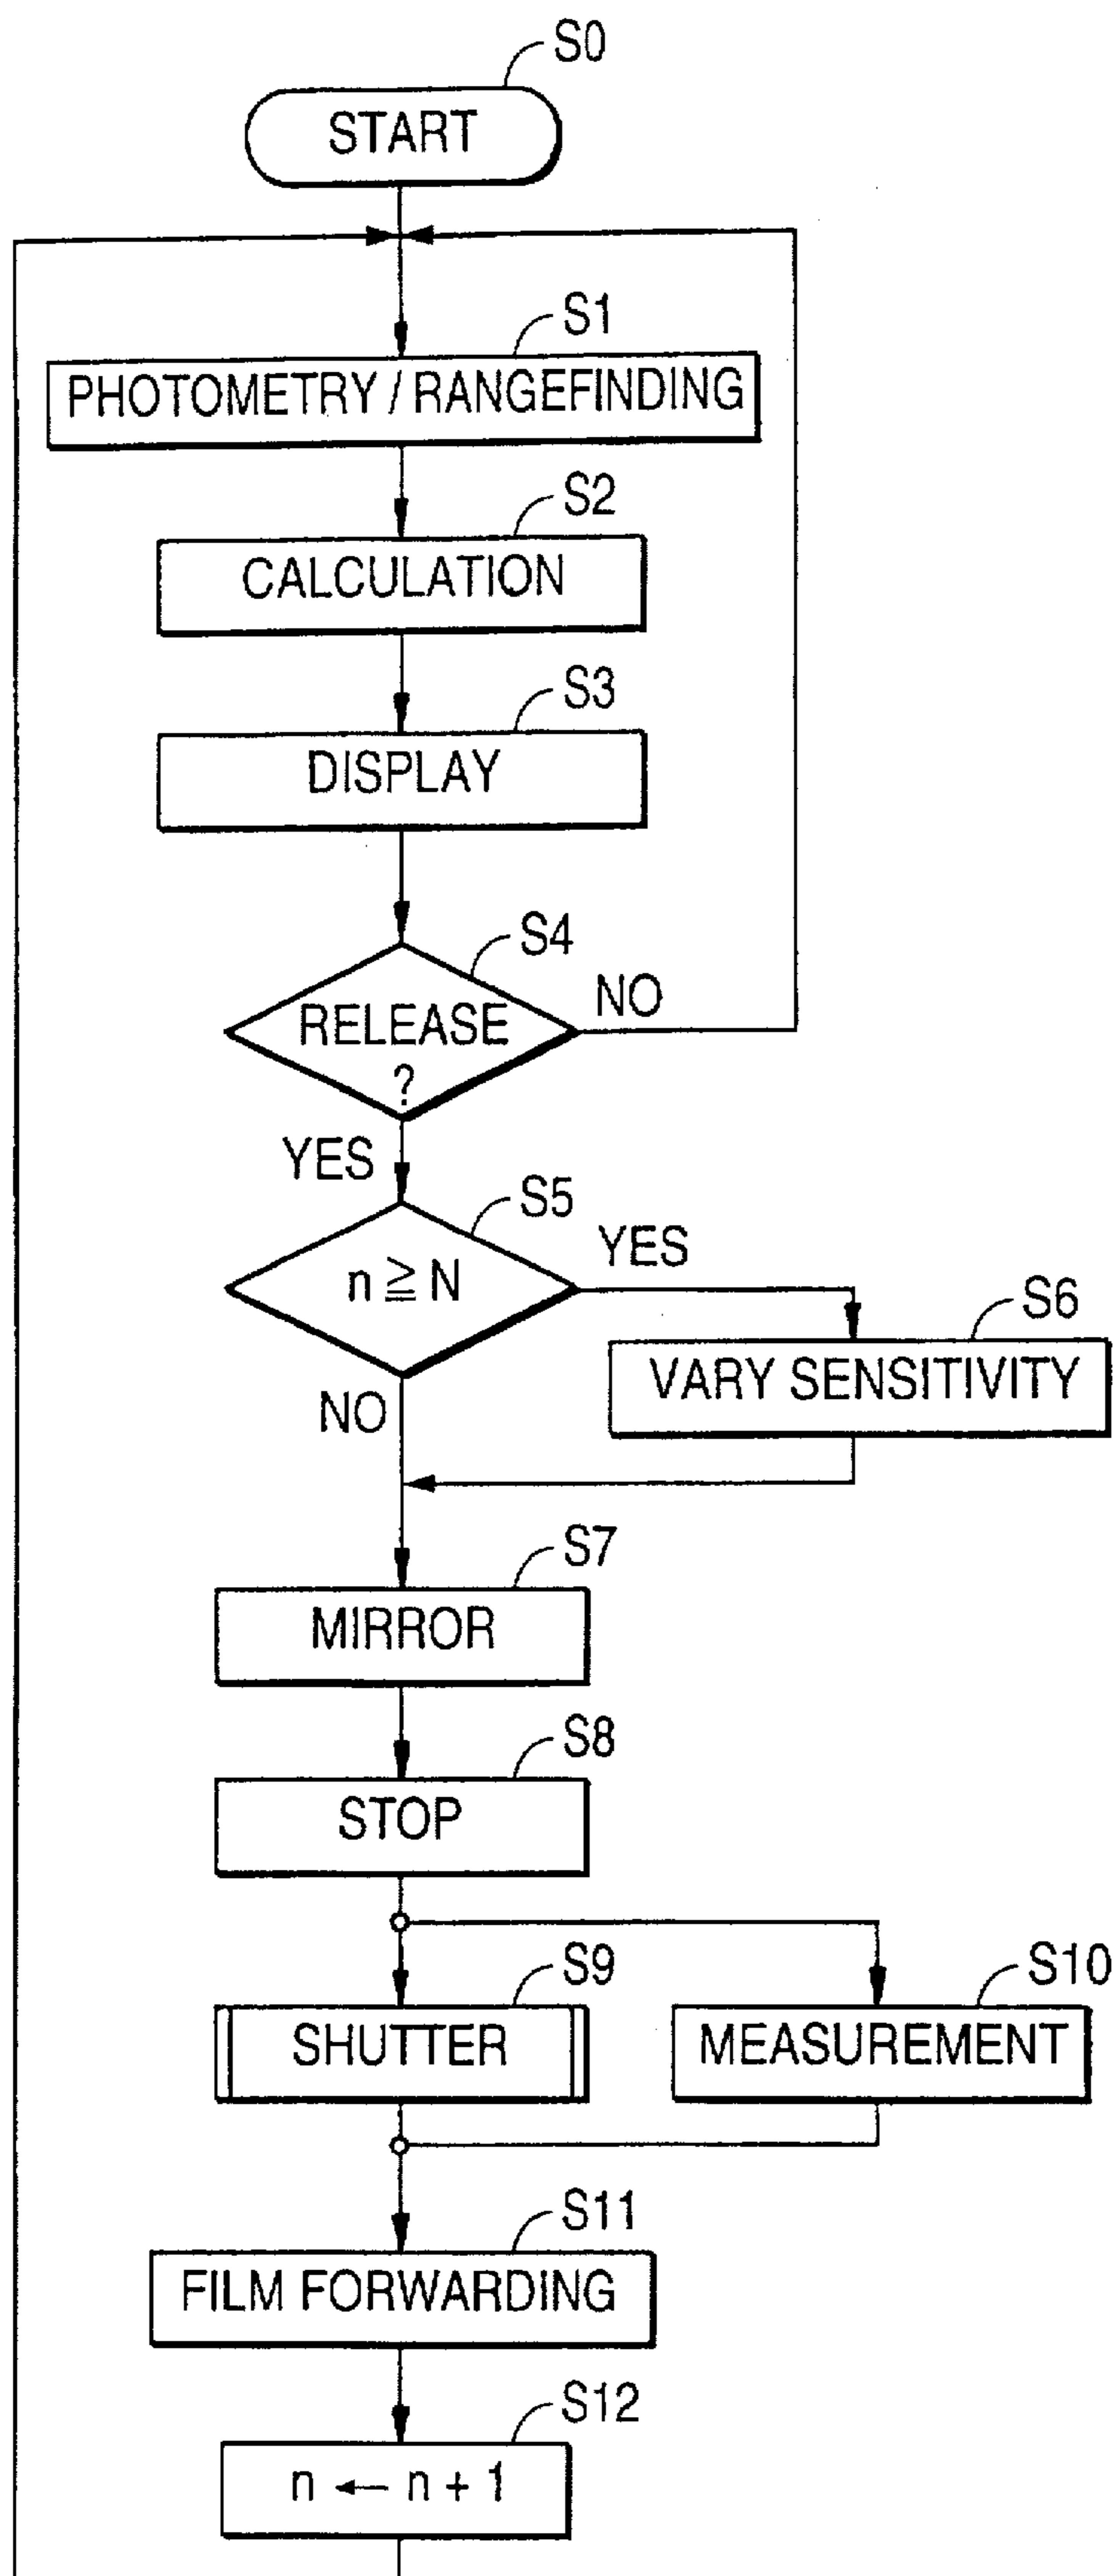 S0
START
S1
PHOTOMETRY / RANGEFINDING
S2
CALCULATION
S3
DISPLAY
S4
RELEASE
?
NO
YES
S5
n ≧ N
YES
S6
VARY SENSITIVITY
NO
S7
MIRROR
S8
STOP
S9
SHUTTER
S10
MEASUREMENT
S11
FILM FORWARDING
S12
n ← n + 1